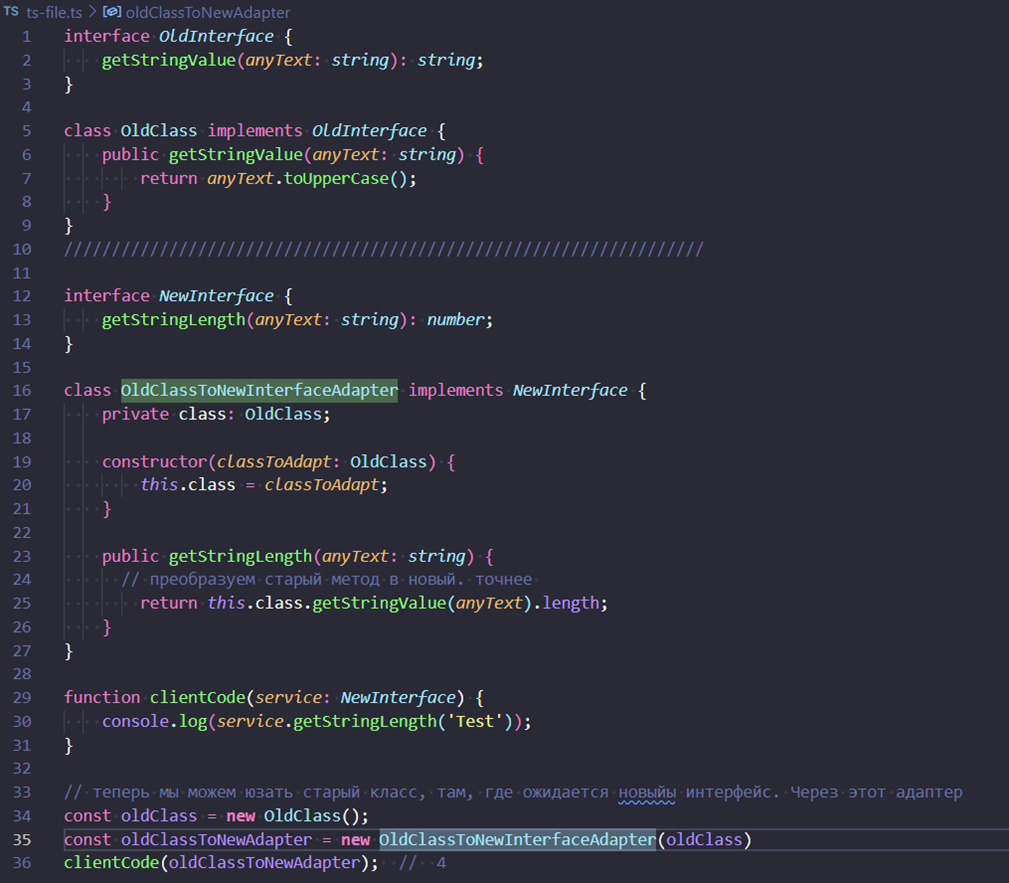 TS ts-file.ts > oldClassToNewAdapter
1 interface OldInterface {
2     getStringValue(anyText: string): string;
3 }
4
5 class OldClass implements OldInterface {
6     public getStringValue(anyText: string) {
7         return anyText.toUpperCase();
8     }
9 }
10 ///////////////////////////////////////////////////////////////////
11
12 interface NewInterface {
13     getStringLength(anyText: string): number;
14 }
15
16 class OldClassToNewInterfaceAdapter implements NewInterface {
17     private class: OldClass;
18
19     constructor(classToAdapt: OldClass) {
20         this.class = classToAdapt;
21     }
22
23     public getStringLength(anyText: string) {
24       // преобразуем старый метод в новый. точнее
25         return this.class.getStringValue(anyText).length;
26     }
27 }
28
29 function clientCode(service: NewInterface) {
30     console.log(service.getStringLength('Test'));
31 }
32
33 // теперь мы можем юзать старый класс, там, где ожидается новыйы интерфейс. Через этот адаптер
34 const oldClass = new OldClass();
35 const oldClassToNewAdapter = new OldClassToNewInterfaceAdapter(oldClass)
36 clientCode(oldClassToNewAdapter);  //  4